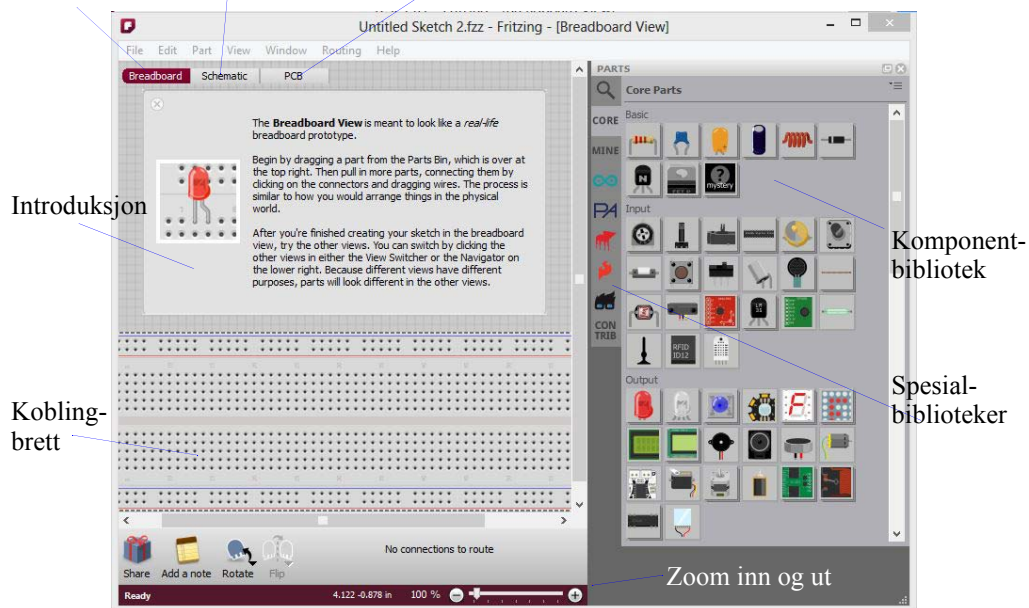 Untitled Sketch 2.fzz - Fritzing - [Breadboard View]
File Edit Part View Window Routing Help
Breadboard Schematic PCB
The Breadboard View is meant to look like a real-life
breadboard prototype.
Begin by dragging a part from the Parts Bin, which is over at
the top right. Then pull in more parts, connecting them by
clicking on the connectors and dragging wires. The process is
similar to how you would arrange things in the physical
world.
After you're finished creating your sketch in the breadboard
view, try the other views. You can switch by clicking the
other views in either the View Switcher or the Navigator on
the lower right. Because different views have different
purposes, parts will look different in the other views.
Introduksjon
Kobling-
brett
PARTS
Core Parts
CORE
MINE
CON
TRIB
Basic
mystery
Input
RFID
ID12
Output
Komponent-
bibliotek
Spesial-
biblioteker
No connections to route
Share Add a note Rotate Flip
Zoom inn og ut
Ready 4.122 -0.878 in 100 %